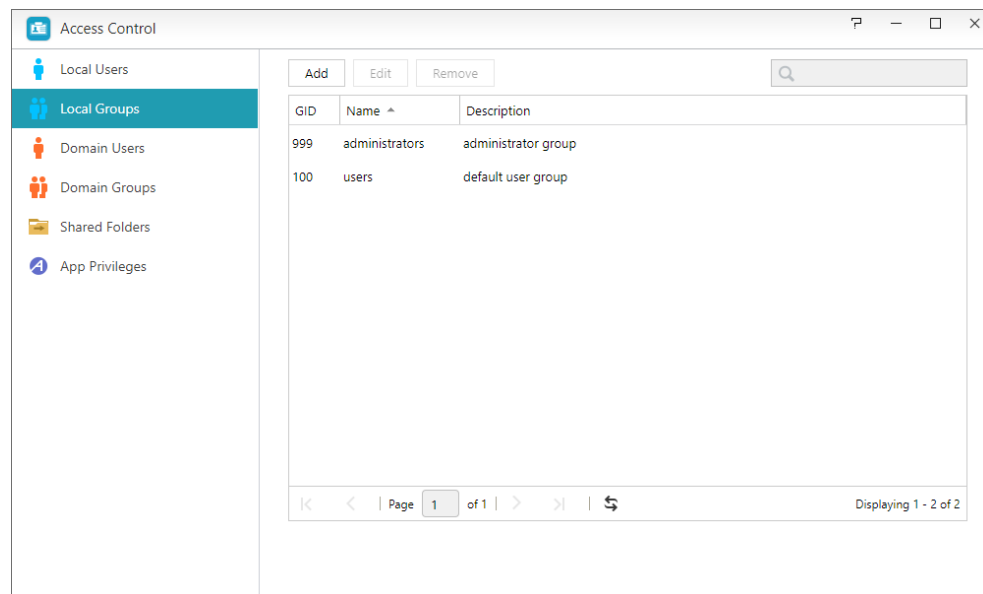 Access Control
Local Users
Local Groups
Domain Users
Domain Groups
Shared Folders
App Privileges
Add Edit Remove
GID Name Description
999 administrators administrator group
100 users default user group
Page 1 of 1 Displaying 1 - 2 of 2